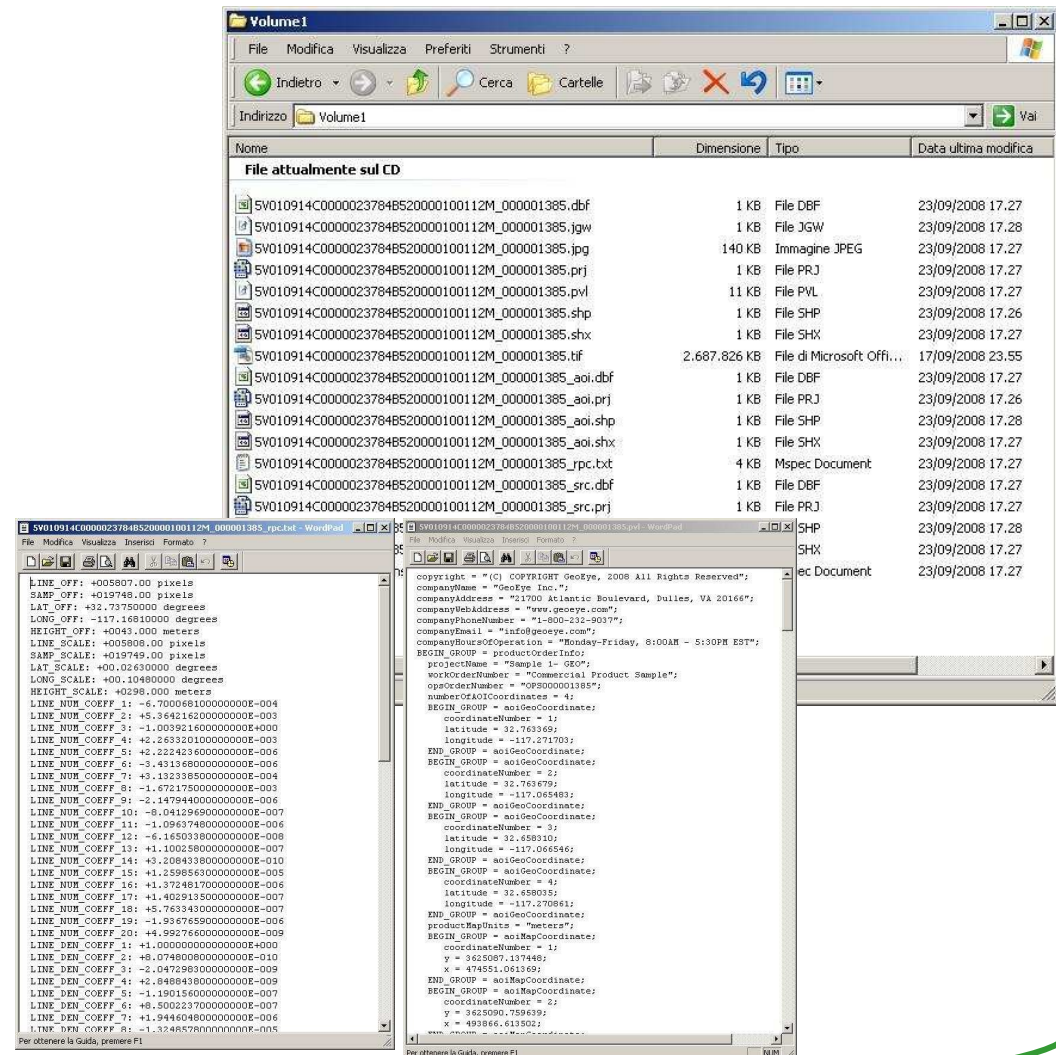 Volume1
File Modifica Visualizza Preferiti Strumenti ?
Indietro Cerca Cartelle
Indirizzo Volume1 Vai
Nome Dimensione Tipo Data ultima modifica
File attualmente sul CD
5V010914C0000023784B520000100112M_000001385.dbf 1 KB File DBF 23/09/2008 17.27
5V010914C0000023784B520000100112M_000001385.jgw 1 KB File JGW 23/09/2008 17.28
5V010914C0000023784B520000100112M_000001385.jpg 140 KB Immagine JPEG 23/09/2008 17.27
5V010914C0000023784B520000100112M_000001385.prj 1 KB File PRJ 23/09/2008 17.27
5V010914C0000023784B520000100112M_000001385.pvl 11 KB File PVL 23/09/2008 17.27
5V010914C0000023784B520000100112M_000001385.shp 1 KB File SHP 23/09/2008 17.26
5V010914C0000023784B520000100112M_000001385.shx 1 KB File SHX 23/09/2008 17.27
5V010914C0000023784B520000100112M_000001385.tif 2.687.826 KB File di Microsoft Offi... 17/09/2008 23.55
5V010914C0000023784B520000100112M_000001385_aoi.dbf 1 KB File DBF 23/09/2008 17.27
5V010914C0000023784B520000100112M_000001385_aoi.prj 1 KB File PRJ 23/09/2008 17.26
5V010914C0000023784B520000100112M_000001385_aoi.shp 1 KB File SHP 23/09/2008 17.28
5V010914C0000023784B520000100112M_000001385_aoi.shx 1 KB File SHX 23/09/2008 17.27
5V010914C0000023784B520000100112M_000001385_rpc.txt 4 KB Mspec Document 23/09/2008 17.27
5V010914C0000023784B520000100112M_000001385_src.dbf 1 KB File DBF 23/09/2008 17.27
5V010914C0000023784B520000100112M_000001385_src.prj 1 KB File PRJ 23/09/2008 17.27
SHP 23/09/2008 17.28
SHX 23/09/2008 17.27
ec Document 23/09/2008 17.27
5V010914C0000023784B520000100112M_000001385_rpc.txt - WordPad
File Modifica Visualizza Inserisci Formato ?
LINE_OFF: +005807.00 pixels
SAMP_OFF: +019748.00 pixels
LAT_OFF: +32.73750000 degrees
LONG_OFF: -117.16810000 degrees
HEIGHT_OFF: +0043.000 meters
LINE_SCALE: +005808.00 pixels
SAMP_SCALE: +019749.00 pixels
LAT_SCALE: +00.02630000 degrees
LONG_SCALE: +00.10480000 degrees
HEIGHT_SCALE: +0298.000 meters
LINE_NUM_COEFF_1: -6.700068100000000E-004
LINE_NUM_COEFF_2: +5.364216200000000E-003
LINE_NUM_COEFF_3: -1.003921600000000E+000
LINE_NUM_COEFF_4: +2.263320100000000E-003
LINE_NUM_COEFF_5: +2.222423600000000E-006
LINE_NUM_COEFF_6: -3.431368000000000E-006
LINE_NUM_COEFF_7: +3.132338500000000E-004
LINE_NUM_COEFF_8: -1.672175000000000E-003
LINE_NUM_COEFF_9: -2.147944000000000E-006
LINE_NUM_COEFF_10: -8.041296900000000E-007
LINE_NUM_COEFF_11: -1.096374800000000E-006
LINE_NUM_COEFF_12: -6.165033800000000E-008
LINE_NUM_COEFF_13: +1.100258000000000E-007
LINE_NUM_COEFF_14: +3.208433800000000E-010
LINE_NUM_COEFF_15: +1.259856300000000E-005
LINE_NUM_COEFF_16: +1.372481700000000E-006
LINE_NUM_COEFF_17: +1.402913500000000E-007
LINE_NUM_COEFF_18: +5.763343000000000E-007
LINE_NUM_COEFF_19: -1.936765900000000E-006
LINE_NUM_COEFF_20: +4.992766000000000E-009
LINE_DEN_COEFF_1: +1.000000000000000E+000
LINE_DEN_COEFF_2: +8.074800800000000E-010
LINE_DEN_COEFF_3: -2.047298300000000E-009
LINE_DEN_COEFF_4: +2.848843800000000E-009
LINE_DEN_COEFF_5: -1.190156000000000E-007
LINE_DEN_COEFF_6: +8.500223700000000E-007
LINE_DEN_COEFF_7: +1.944604800000000E-006
LINE_DEN_COEFF_8: -1.324857800000000E-005
Per ottenere la Guida, premere F1
5V010914C0000023784B520000100112M_000001385.pvl - WordPad
File Modifica Visualizza Inserisci Formato ?
copyright = "(C) COPYRIGHT GeoEye, 2008 All Rights Reserved";
companyName = "GeoEye Inc.";
companyAddress = "21700 Atlantic Boulevard, Dulles, VA 20166";
companyWebAddress = "www.geoeye.com";
companyPhoneNumber = "1-800-232-9037";
companyEmail = "info@geoeye.com";
companyHoursOfOperation = "Monday-Friday, 8:00AM - 5:30PM EST";
BEGIN_GROUP = productOrderInfo;
projectName = "Sample 1- GEO";
workOrderNumber = "Commercial Product Sample";
opsOrderNumber = "OPS000001385";
numberOfAOICoordinates = 4;
BEGIN_GROUP = aoiGeoCoordinate;
coordinateNumber = 1;
latitude = 32.763369;
longitude = -117.271703;
END_GROUP = aoiGeoCoordinate;
BEGIN_GROUP = aoiGeoCoordinate;
coordinateNumber = 2;
latitude = 32.763679;
longitude = -117.065483;
END_GROUP = aoiGeoCoordinate;
BEGIN_GROUP = aoiGeoCoordinate;
coordinateNumber = 3;
latitude = 32.658310;
longitude = -117.066546;
END_GROUP = aoiGeoCoordinate;
BEGIN_GROUP = aoiGeoCoordinate;
coordinateNumber = 4;
latitude = 32.658035;
longitude = -117.270861;
END_GROUP = aoiGeoCoordinate;
productMapUnits = "meters";
BEGIN_GROUP = aoiMapCoordinate;
coordinateNumber = 1;
y = 3625087.137448;
x = 474551.061369;
END_GROUP = aoiMapCoordinate;
BEGIN_GROUP = aoiMapCoordinate;
coordinateNumber = 2;
y = 3625090.759639;
x = 493866.613502;
END_GROUP = aoiMapCoordinate;
Per ottenere la Guida, premere F1 NUM